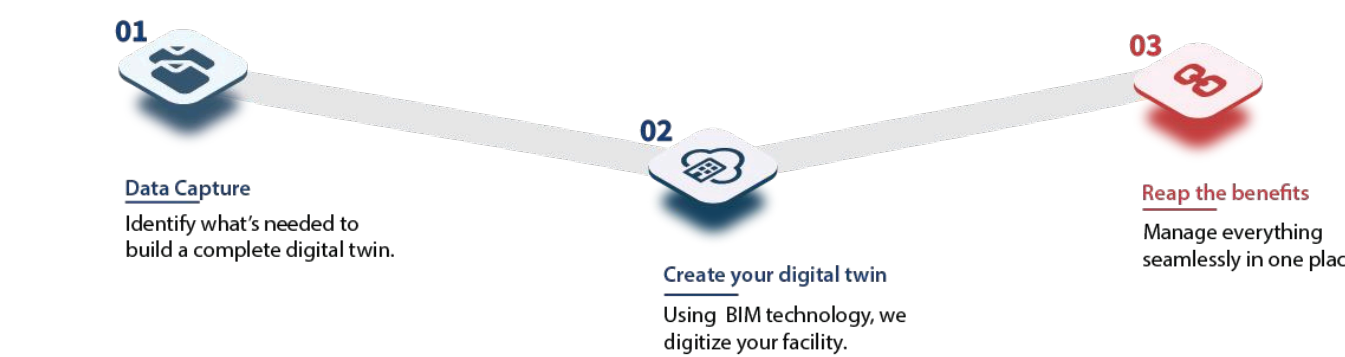 01
Data Capture
Identify what's needed to
build a complete digital twin.
02
Create your digital twin
Using BIM technology, we
digitize your facility.
03
Reap the benefits
Manage everything
seamlessly in one